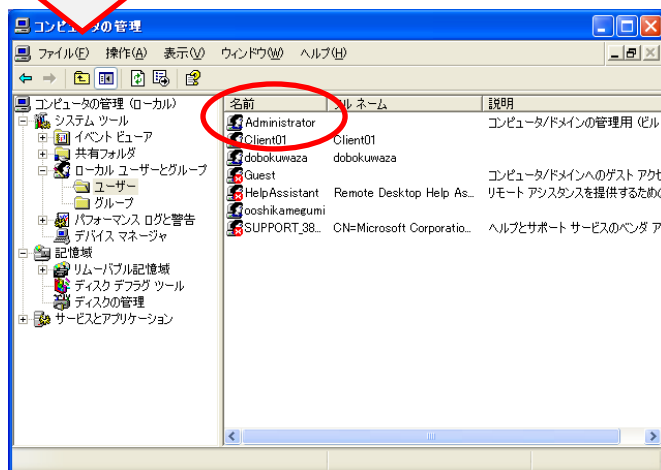 コンピュータの管理
ファイル(F) 操作(A) 表示(V) ウィンドウ(W) ヘルプ(H)
コンピュータの管理 (ローカル)
システム ツール
イベント ビューア
共有フォルダ
ローカル ユーザーとグループ
ユーザー
グループ
パフォーマンス ログと警告
デバイス マネージャ
記憶域
リムーバブル記憶域
ディスク デフラグ ツール
ディスクの管理
サービスとアプリケーション
名前 フル ネーム 説明
Administrator コンピュータ/ドメインの管理用 (ビル
Client01 Client01
dobokuwaza dobokuwaza
Guest コンピュータ/ドメインへのゲスト アクセ
HelpAssistant Remote Desktop Help As... リモート アシスタンスを提供するための
ooshikamegumi
SUPPORT_38... CN=Microsoft Corporatio... ヘルプとサポート サービスのベンダ ア